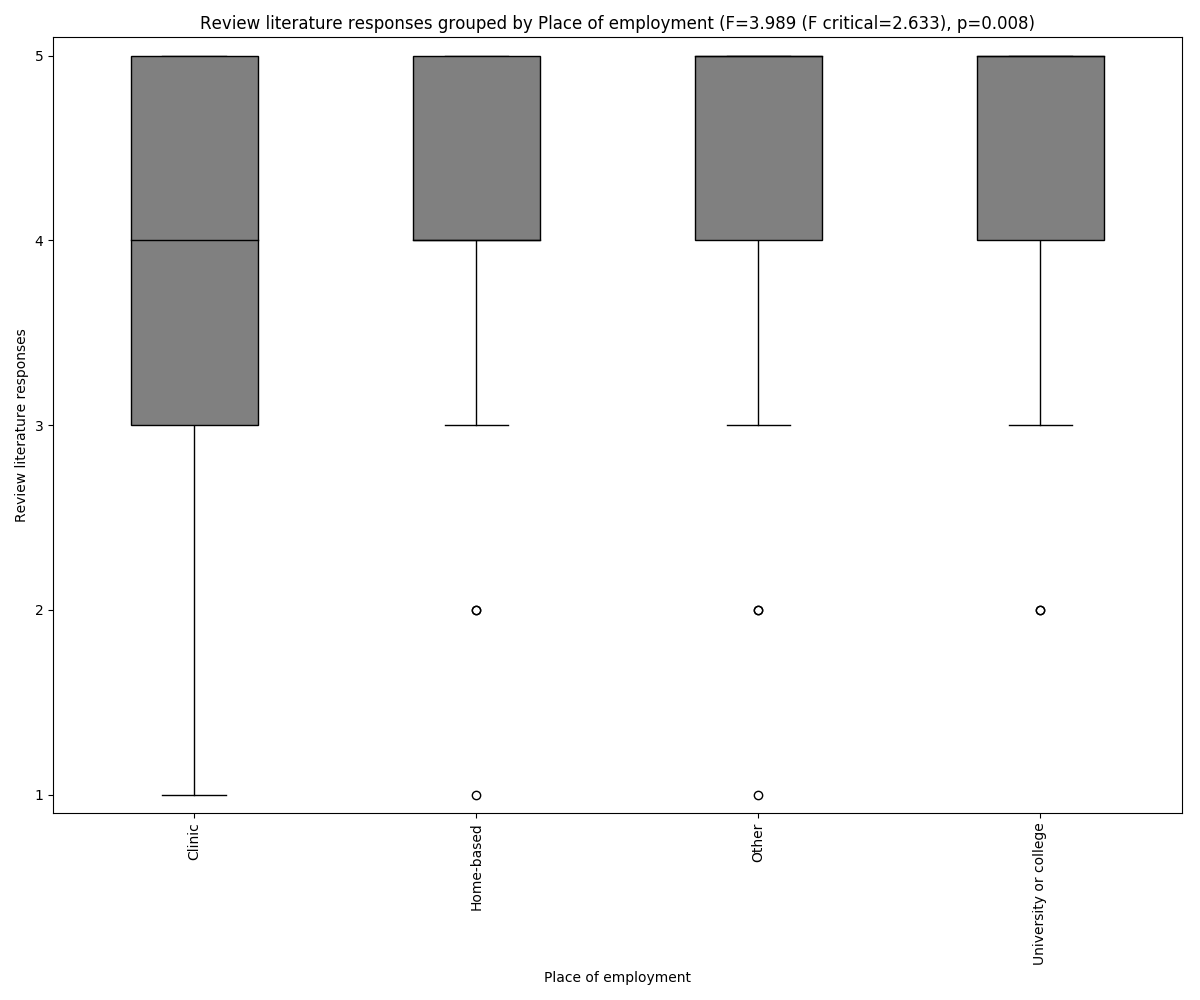 Review literature responses grouped by Place of employment (F=3.989 (F critical=2.633), p=0.008)
Review literature responses
5
4
3
2
1
Clinic
Home-based
Other
University or college
Place of employment